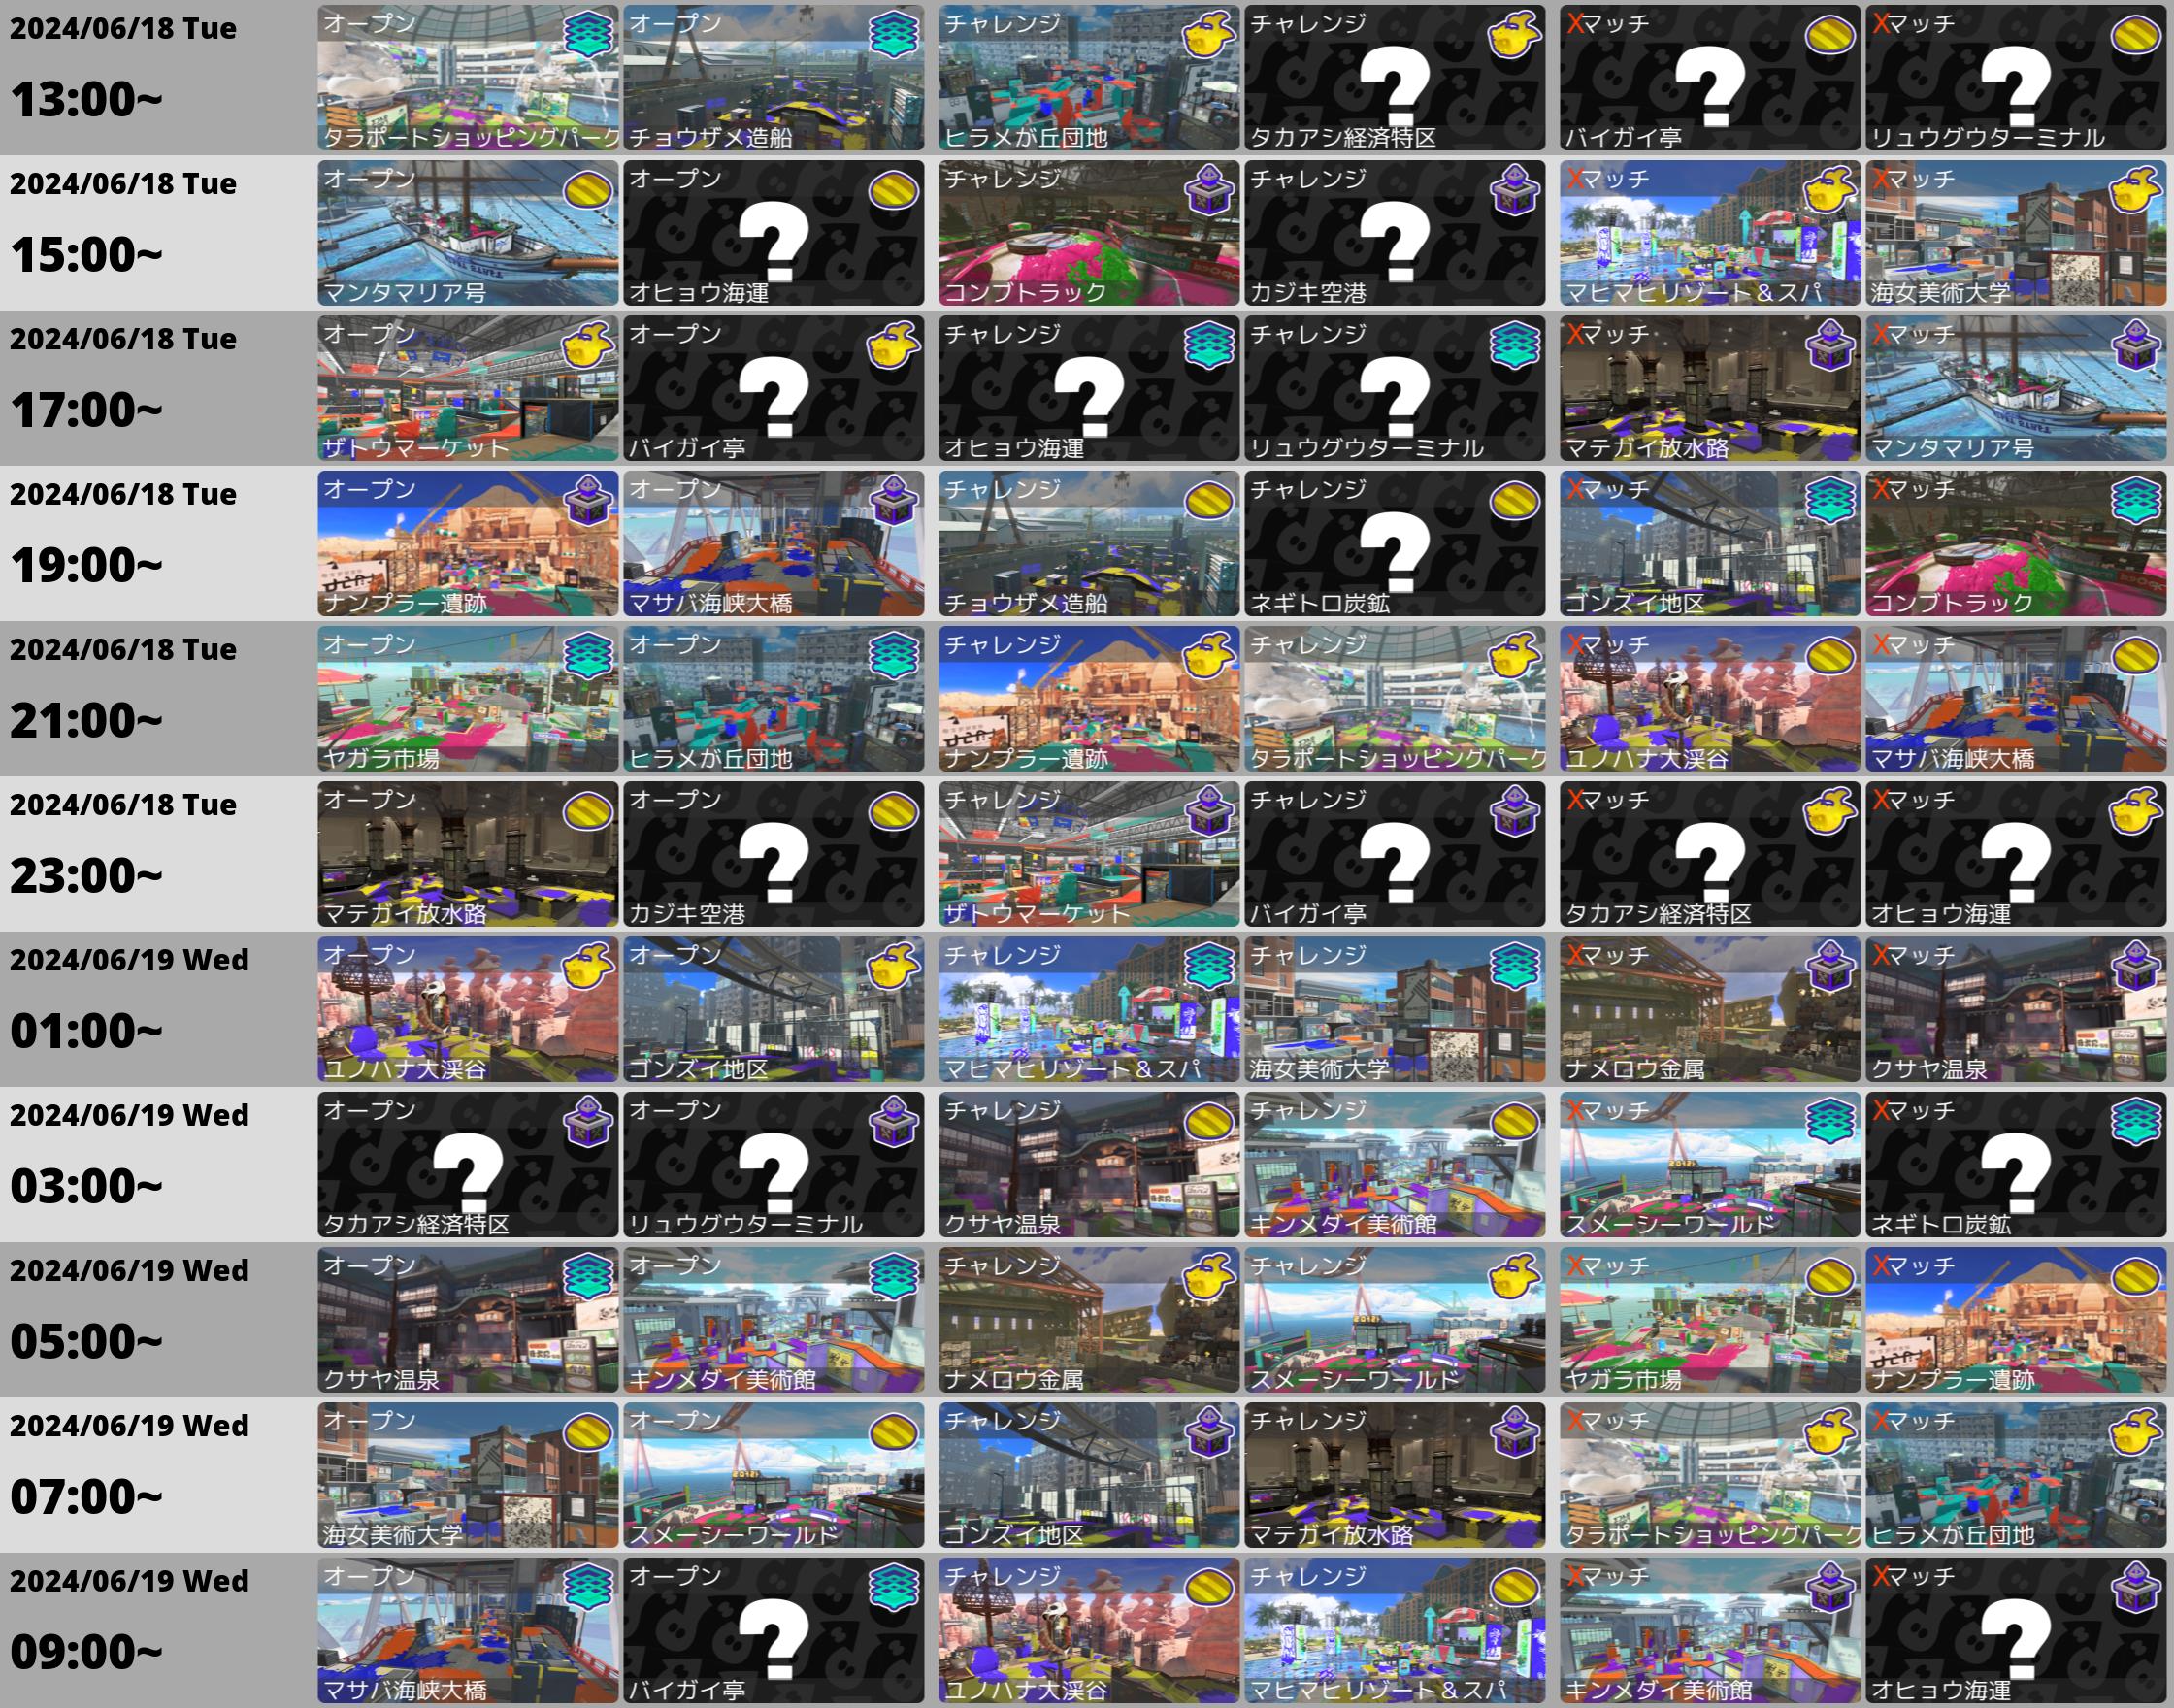 2024/06/18 Tue
13:00~
オープン
タラポートショッピングパーク
オープン
チョウザメ造船
チャレンジ
ヒラメが丘団地
チャレンジ
タカアシ経済特区
Xマッチ
バイガイ亭
Xマッチ
リュウグウターミナル
2024/06/18 Tue
15:00~
オープン
マンタマリア号
オープン
オヒョウ海運
チャレンジ
コンブトラック
チャレンジ
カジキ空港
Xマッチ
マヒマヒリゾート＆スパ
Xマッチ
海女美術大学
2024/06/18 Tue
17:00~
オープン
ザトウマーケット
オープン
バイガイ亭
チャレンジ
オヒョウ海運
チャレンジ
リュウグウターミナル
Xマッチ
マテガイ放水路
Xマッチ
マンタマリア号
2024/06/18 Tue
19:00~
オープン
ナンプラー遺跡
オープン
マサバ海峡大橋
チャレンジ
チョウザメ造船
チャレンジ
ネギトロ炭鉱
Xマッチ
ゴンズイ地区
Xマッチ
コンブトラック
2024/06/18 Tue
21:00~
オープン
ヤガラ市場
オープン
ヒラメが丘団地
チャレンジ
ナンプラー遺跡
チャレンジ
タラポートショッピングパーク
Xマッチ
ユノハナ大渓谷
Xマッチ
マサバ海峡大橋
2024/06/18 Tue
23:00~
オープン
マテガイ放水路
オープン
カジキ空港
チャレンジ
ザトウマーケット
チャレンジ
バイガイ亭
Xマッチ
タカアシ経済特区
Xマッチ
オヒョウ海運
2024/06/19 Wed
01:00~
オープン
ユノハナ大渓谷
オープン
ゴンズイ地区
チャレンジ
マヒマヒリゾート＆スパ
チャレンジ
海女美術大学
Xマッチ
ナメロウ金属
Xマッチ
クサヤ温泉
2024/06/19 Wed
03:00~
オープン
タカアシ経済特区
オープン
リュウグウターミナル
チャレンジ
クサヤ温泉
チャレンジ
キンメダイ美術館
Xマッチ
スメーシーワールド
Xマッチ
ネギトロ炭鉱
2024/06/19 Wed
05:00~
オープン
クサヤ温泉
オープン
キンメダイ美術館
チャレンジ
ナメロウ金属
チャレンジ
スメーシーワールド
Xマッチ
ヤガラ市場
Xマッチ
ナンプラー遺跡
2024/06/19 Wed
07:00~
オープン
海女美術大学
オープン
スメーシーワールド
チャレンジ
ゴンズイ地区
チャレンジ
マテガイ放水路
Xマッチ
タラポートショッピングパーク
Xマッチ
ヒラメが丘団地
2024/06/19 Wed
09:00~
オープン
マサバ海峡大橋
オープン
バイガイ亭
チャレンジ
ユノハナ大渓谷
チャレンジ
マヒマヒリゾート＆スパ
Xマッチ
キンメダイ美術館
Xマッチ
オヒョウ海運